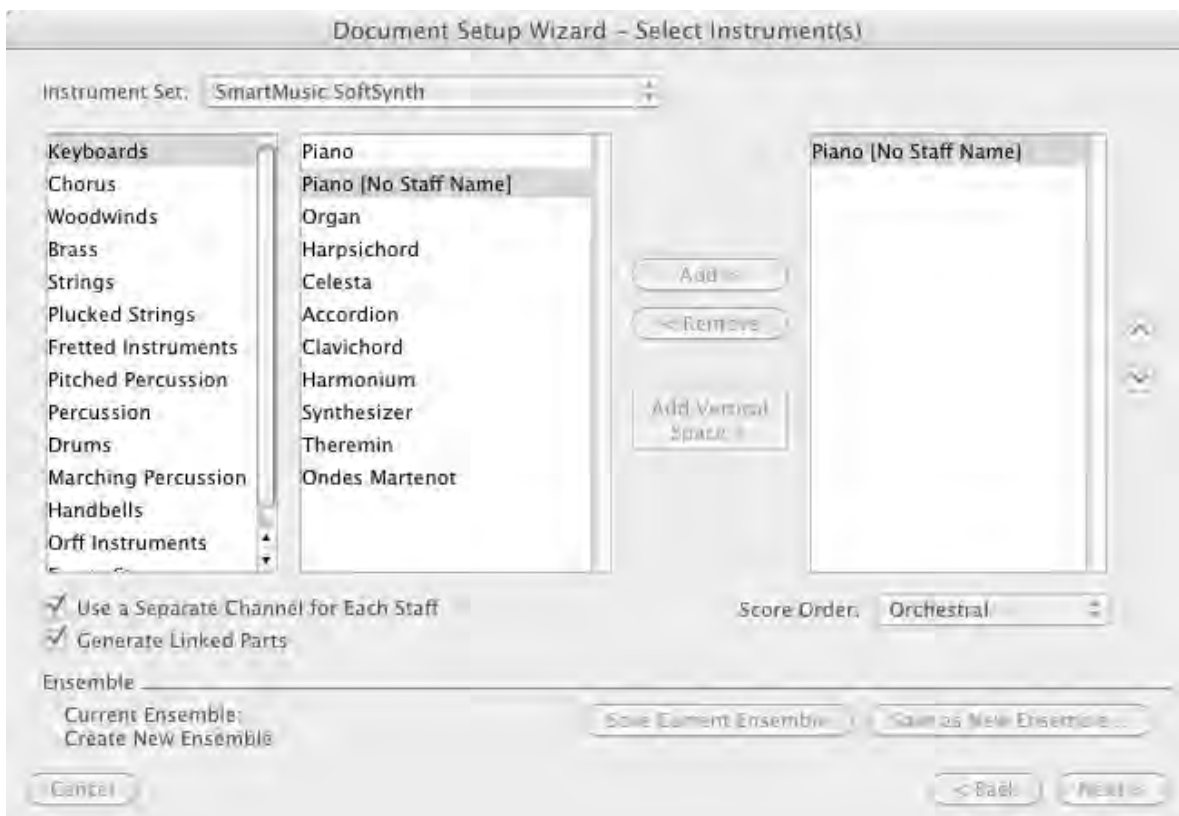 Document Setup Wizard – Select Instrument(s)
Instrument Set: SmartMusic SoftSynth
Keyboards
Chorus
Woodwinds
Brass
Strings
Plucked Strings
Fretted Instruments
Pitched Percussion
Percussion
Drums
Marching Percussion
Handbells
Orff Instruments
Piano
Piano [No Staff Name]
Organ
Harpsichord
Celesta
Accordion
Clavichord
Harmonium
Synthesizer
Theremin
Ondes Martenot
Add >
< Remove
Add Vertical
Space >
Piano [No Staff Name]
Use a Separate Channel for Each Staff
Generate Linked Parts
Score Order: Orchestral
Ensemble
Current Ensemble:
Create New Ensemble
Save Current Ensemble
Save as New Ensemble...
Cancel
< Back
Next >